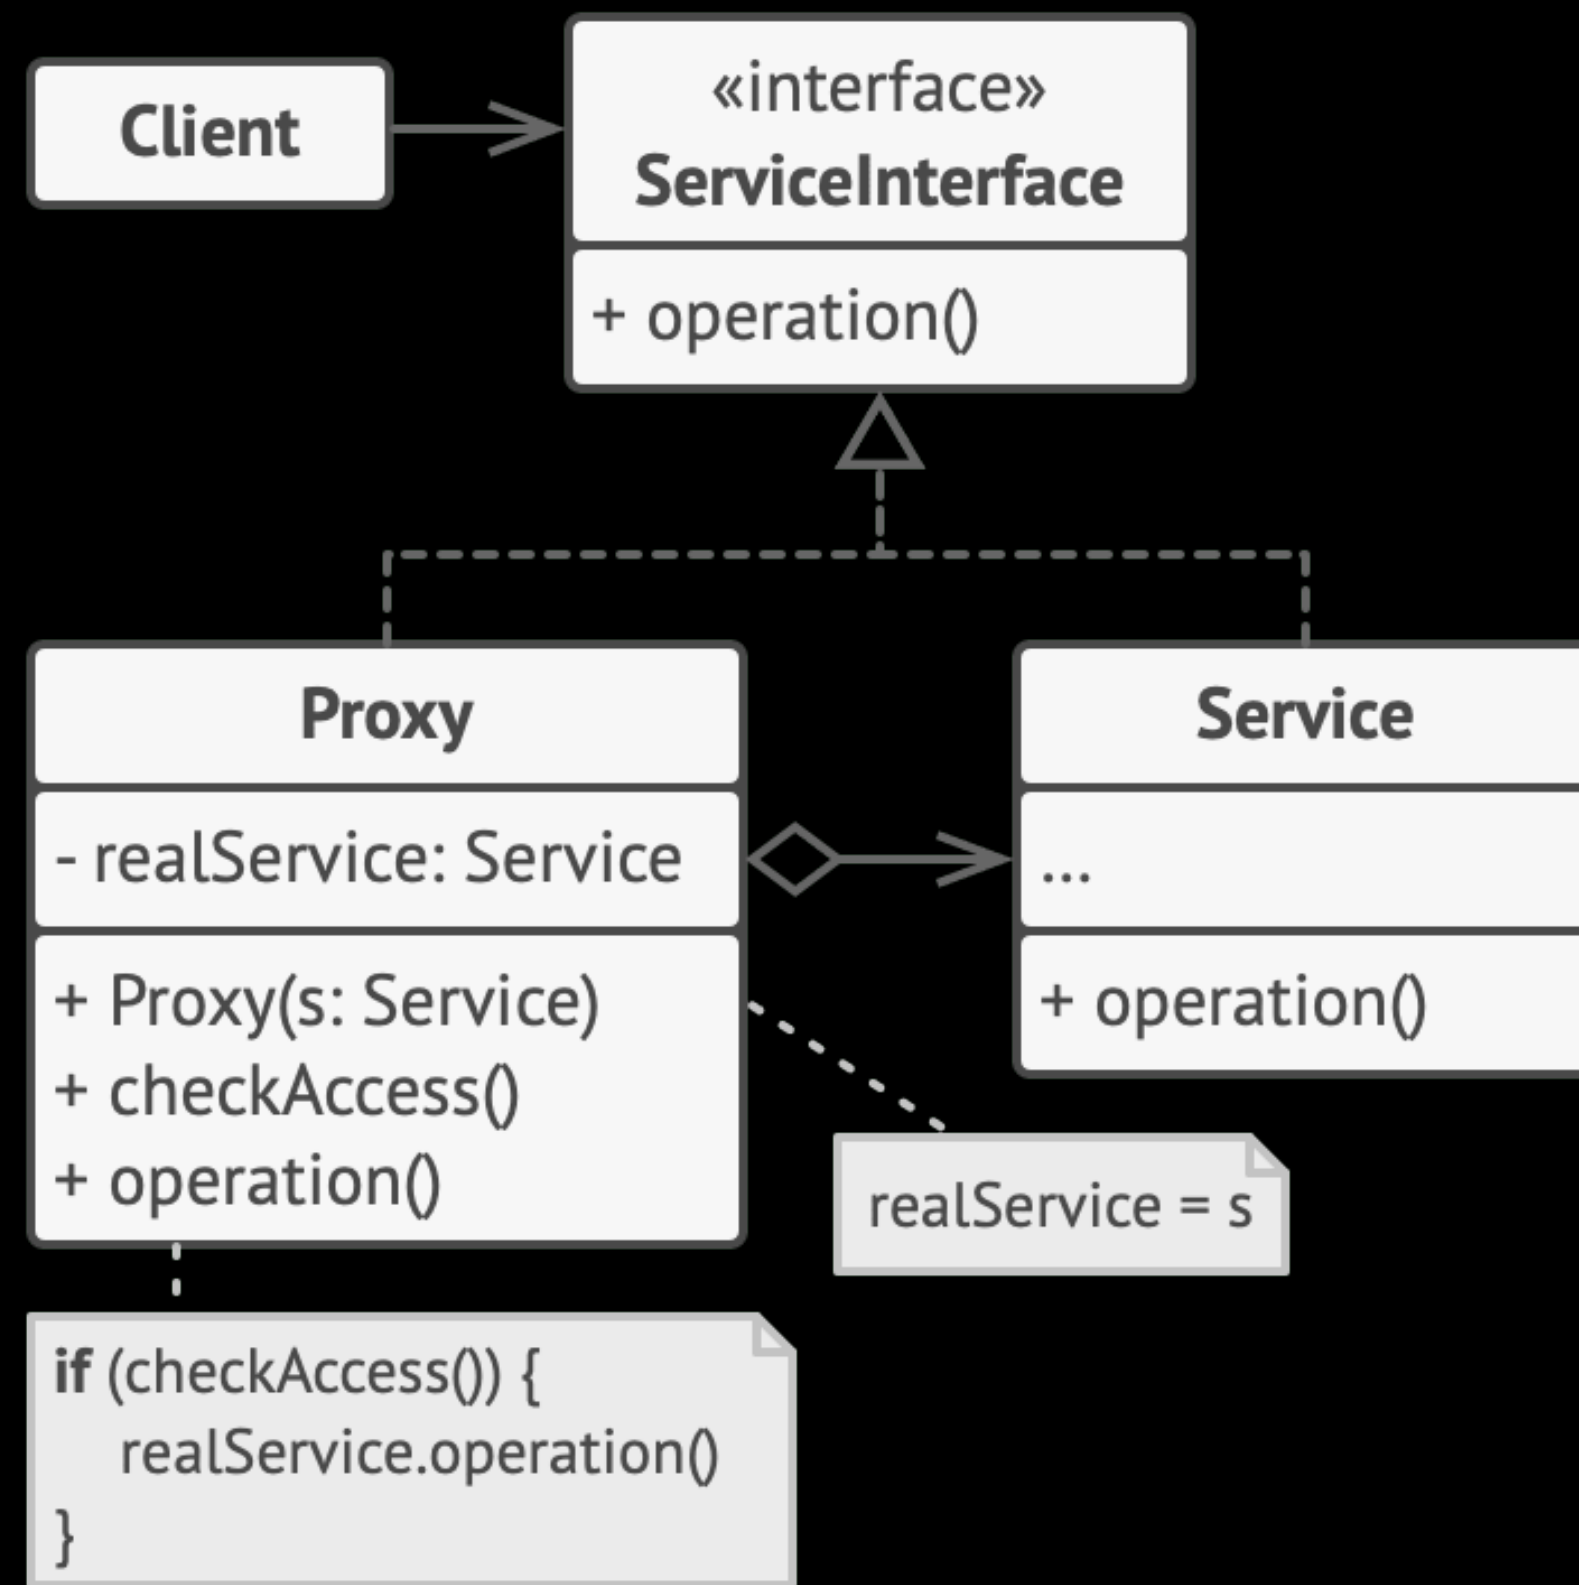 Client
«interface»
ServiceInterface
+ operation()
Proxy
- realService: Service
+ Proxy(s: Service)
+ checkAccess()
+ operation()
Service
...
+ operation()
realService = s
if (checkAccess()) {
realService.operation()
}